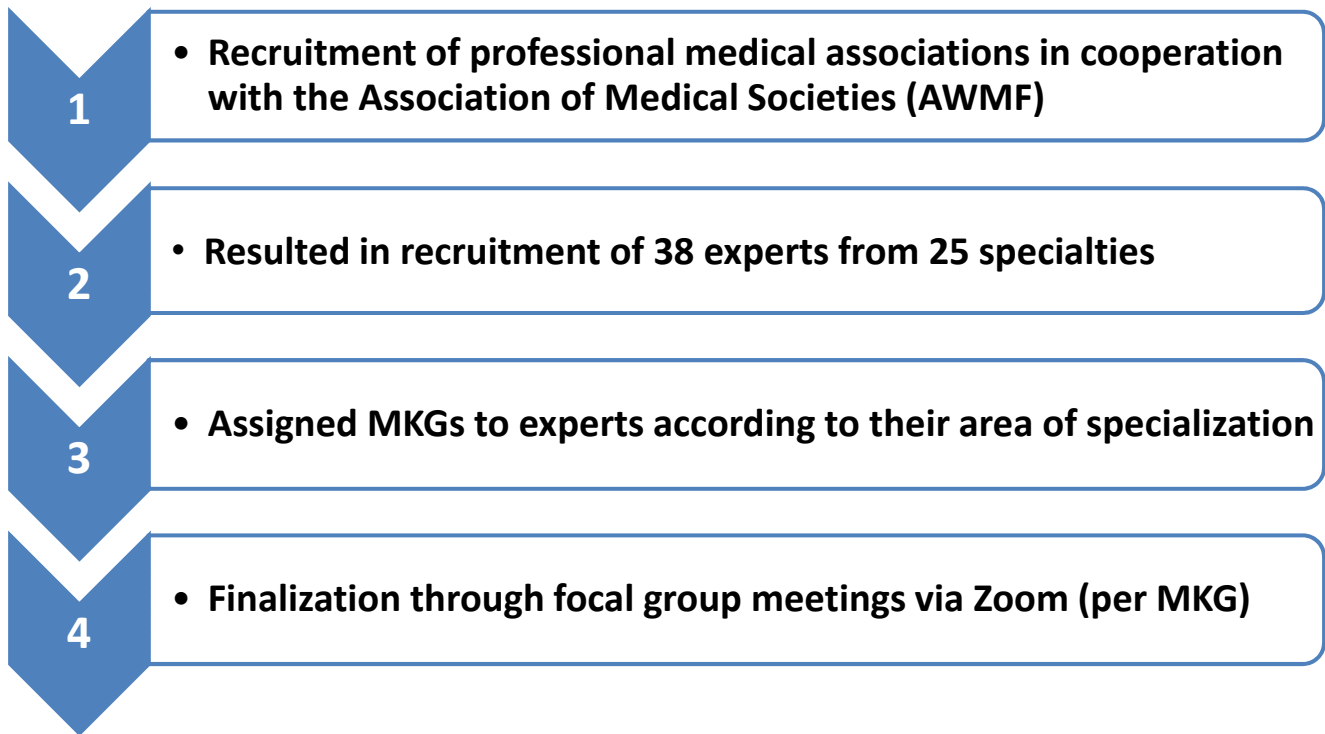 1
• Recruitment of professional medical associations in cooperation
with the Association of Medical Societies (AWMF)
2
• Resulted in recruitment of 38 experts from 25 specialties
3
• Assigned MKGs to experts according to their area of specialization
4
• Finalization through focal group meetings via Zoom (per MKG)